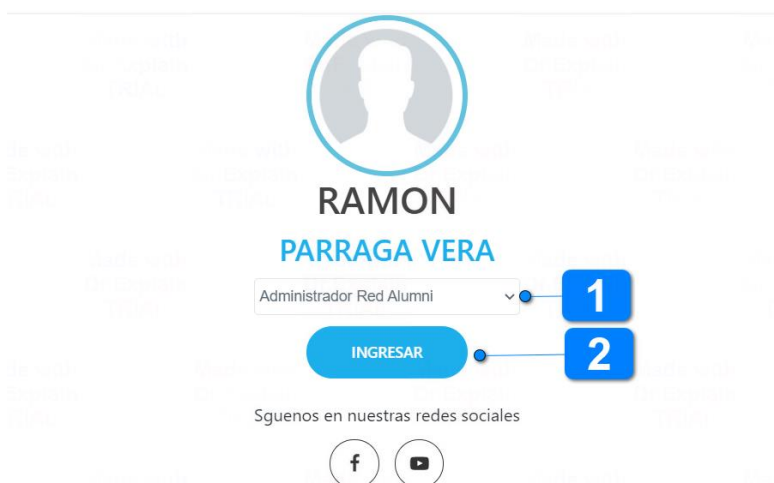 RAMON
PARRAGA VERA
Administrador Red Alumni
1
INGRESAR
2
Sguenos en nuestras redes sociales
f